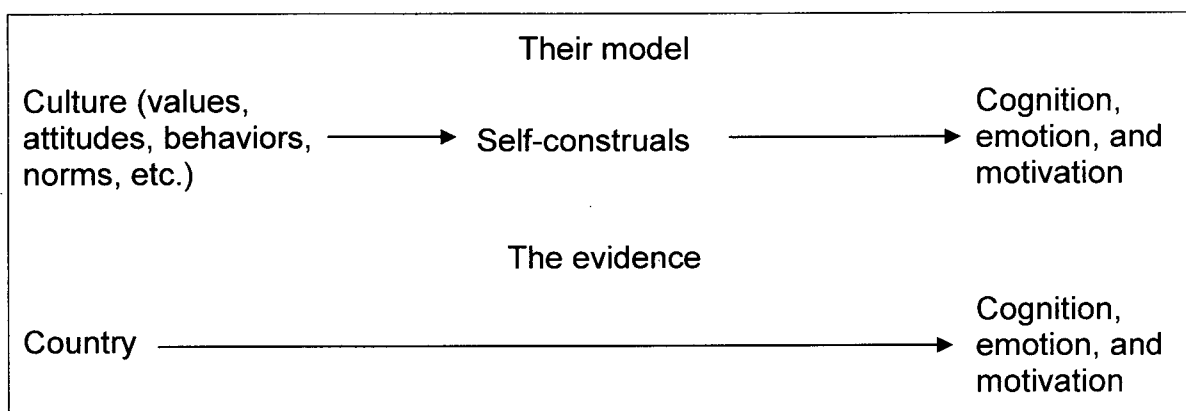 Their model
Culture (values,
attitudes, behaviors,
norms, etc.)
Self-construals
Cognition,
emotion, and
motivation
The evidence
Country
Cognition,
emotion, and
motivation